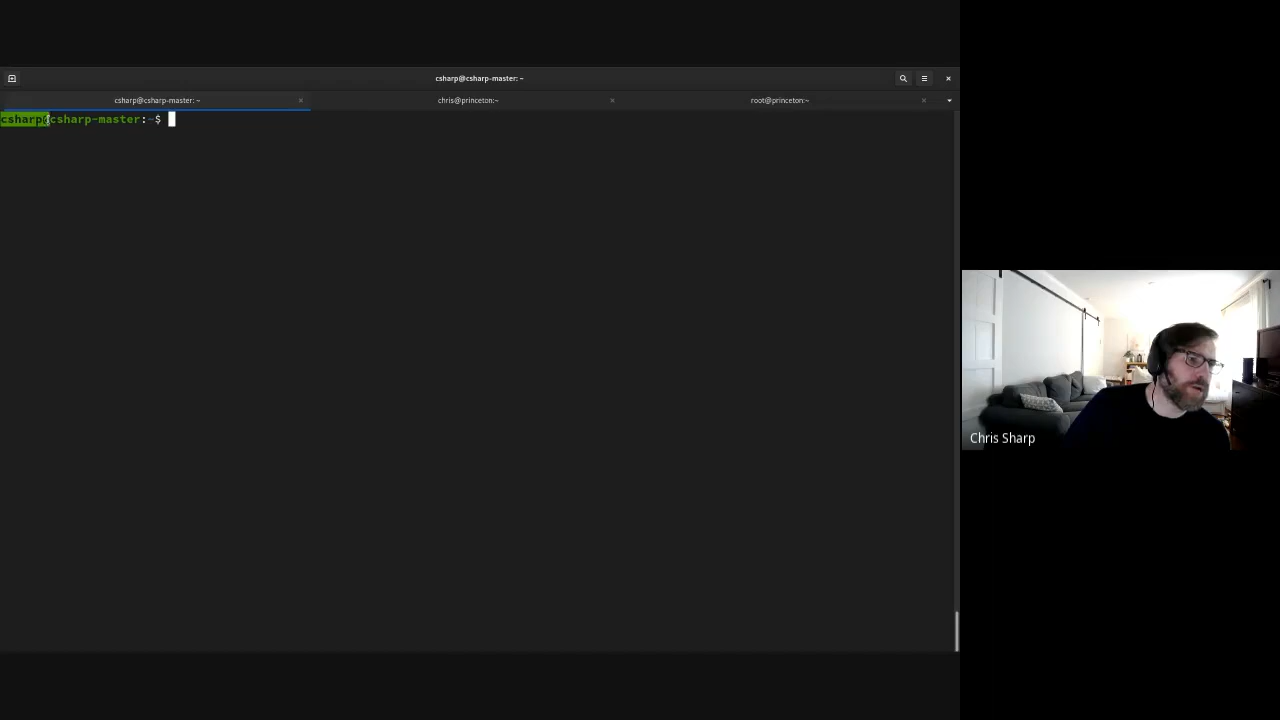 csharp@csharp-master: ~
csharp@csharp-master: ~
chris@princeton:~
root@princeton:~
csharp@csharp-master:~$
Chris Sharp